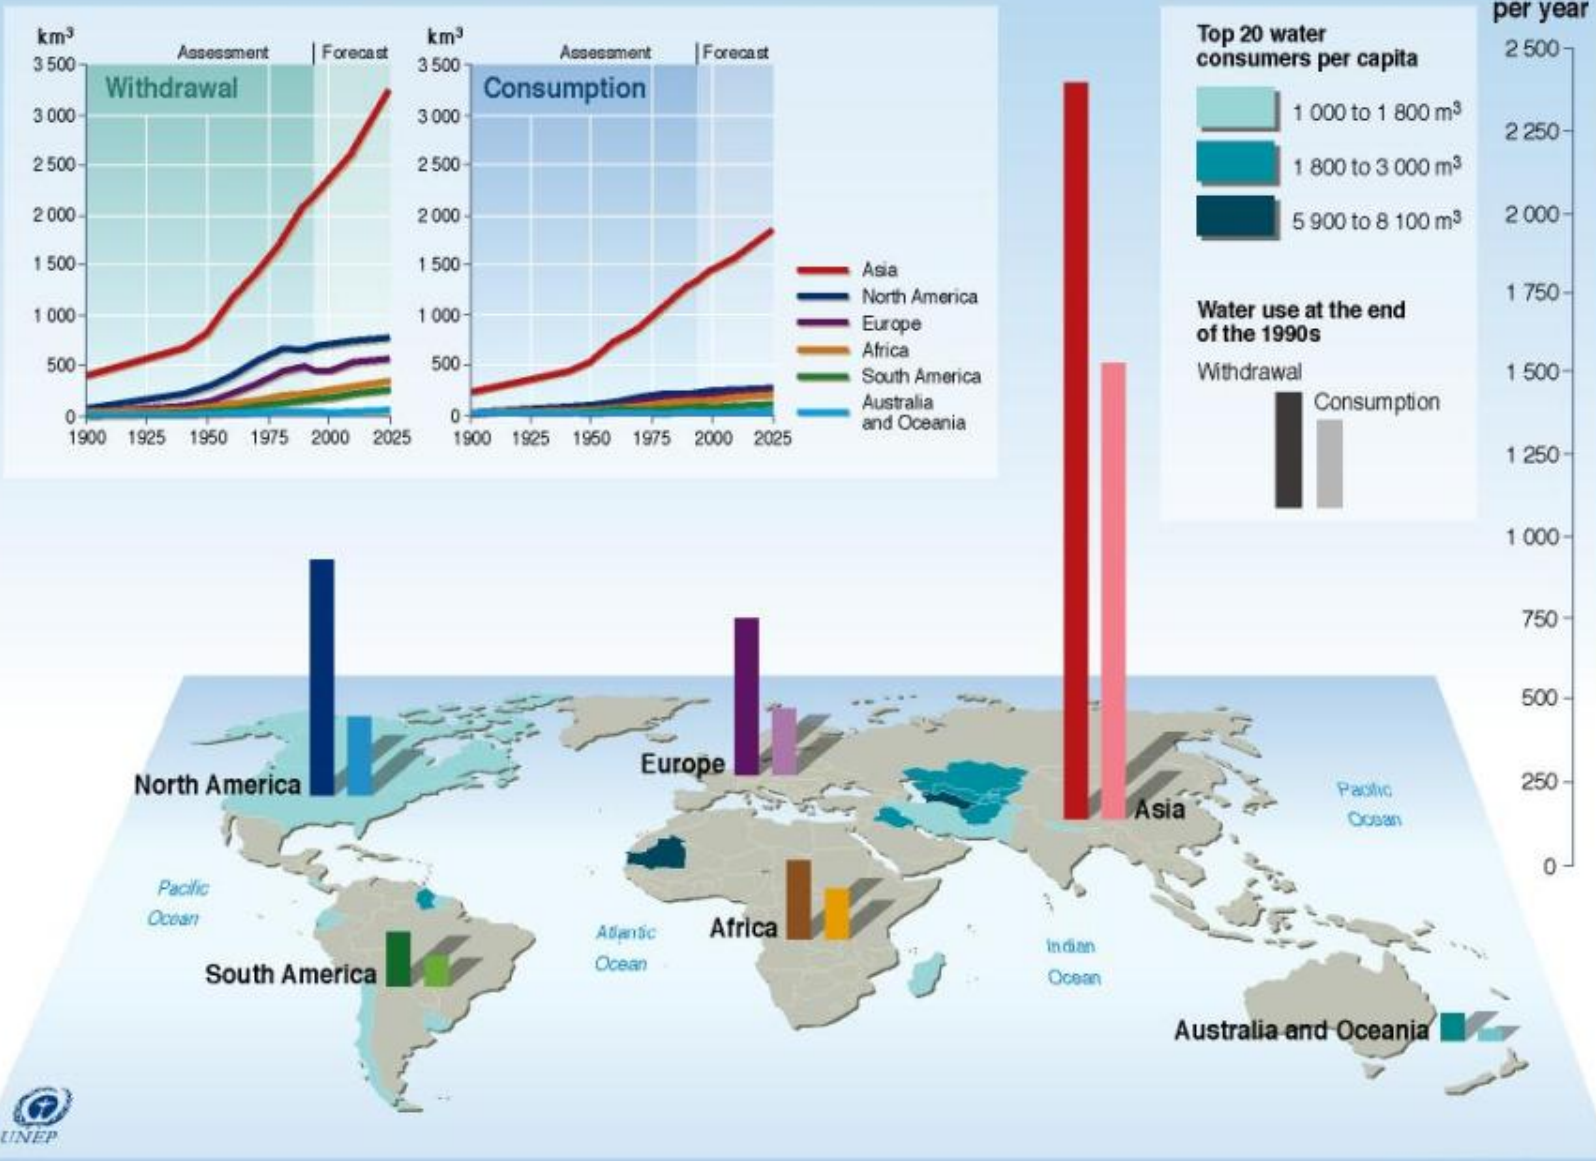 km³
Assessment | Forecast
3 500
Withdrawal
3 000
2 500
2 000
1 500
1 000
500
0
1900 1925 1950 1975 2000 2025
km³
Assessment | Forecast
3 500
Consumption
3 000
2 500
2 000
1 500
1 000
500
0
1900 1925 1950 1975 2000 2025
Asia
North America
Europe
Africa
South America
Australia
and Oceania
Top 20 water
consumers per capita
1 000 to 1 800 m³
1 800 to 3 000 m³
5 900 to 8 100 m³
Water use at the end
of the 1990s
Withdrawal
Consumption
per year
2 500
2 250
2 000
1 750
1 500
1 250
1 000
750
500
250
0
North America
Europe
Asia
Pacific
Ocean
Pacific
Ocean
South America
Atlantic
Ocean
Africa
Indian
Ocean
Australia and Oceania
UNEP